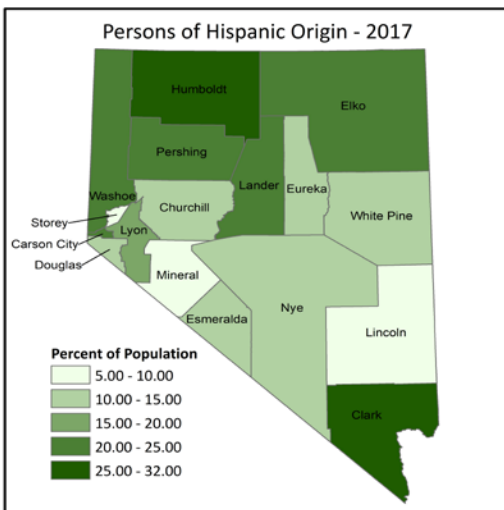 Persons of Hispanic Origin - 2017
Humboldt
Elko
Pershing
Lander
Eureka
Washoe
Churchill
White Pine
Storey
Lyon
Carson City
Douglas
Mineral
Nye
Esmeralda
Lincoln
Clark
Percent of Population
5.00 - 10.00
10.00 - 15.00
15.00 - 20.00
20.00 - 25.00
25.00 - 32.00